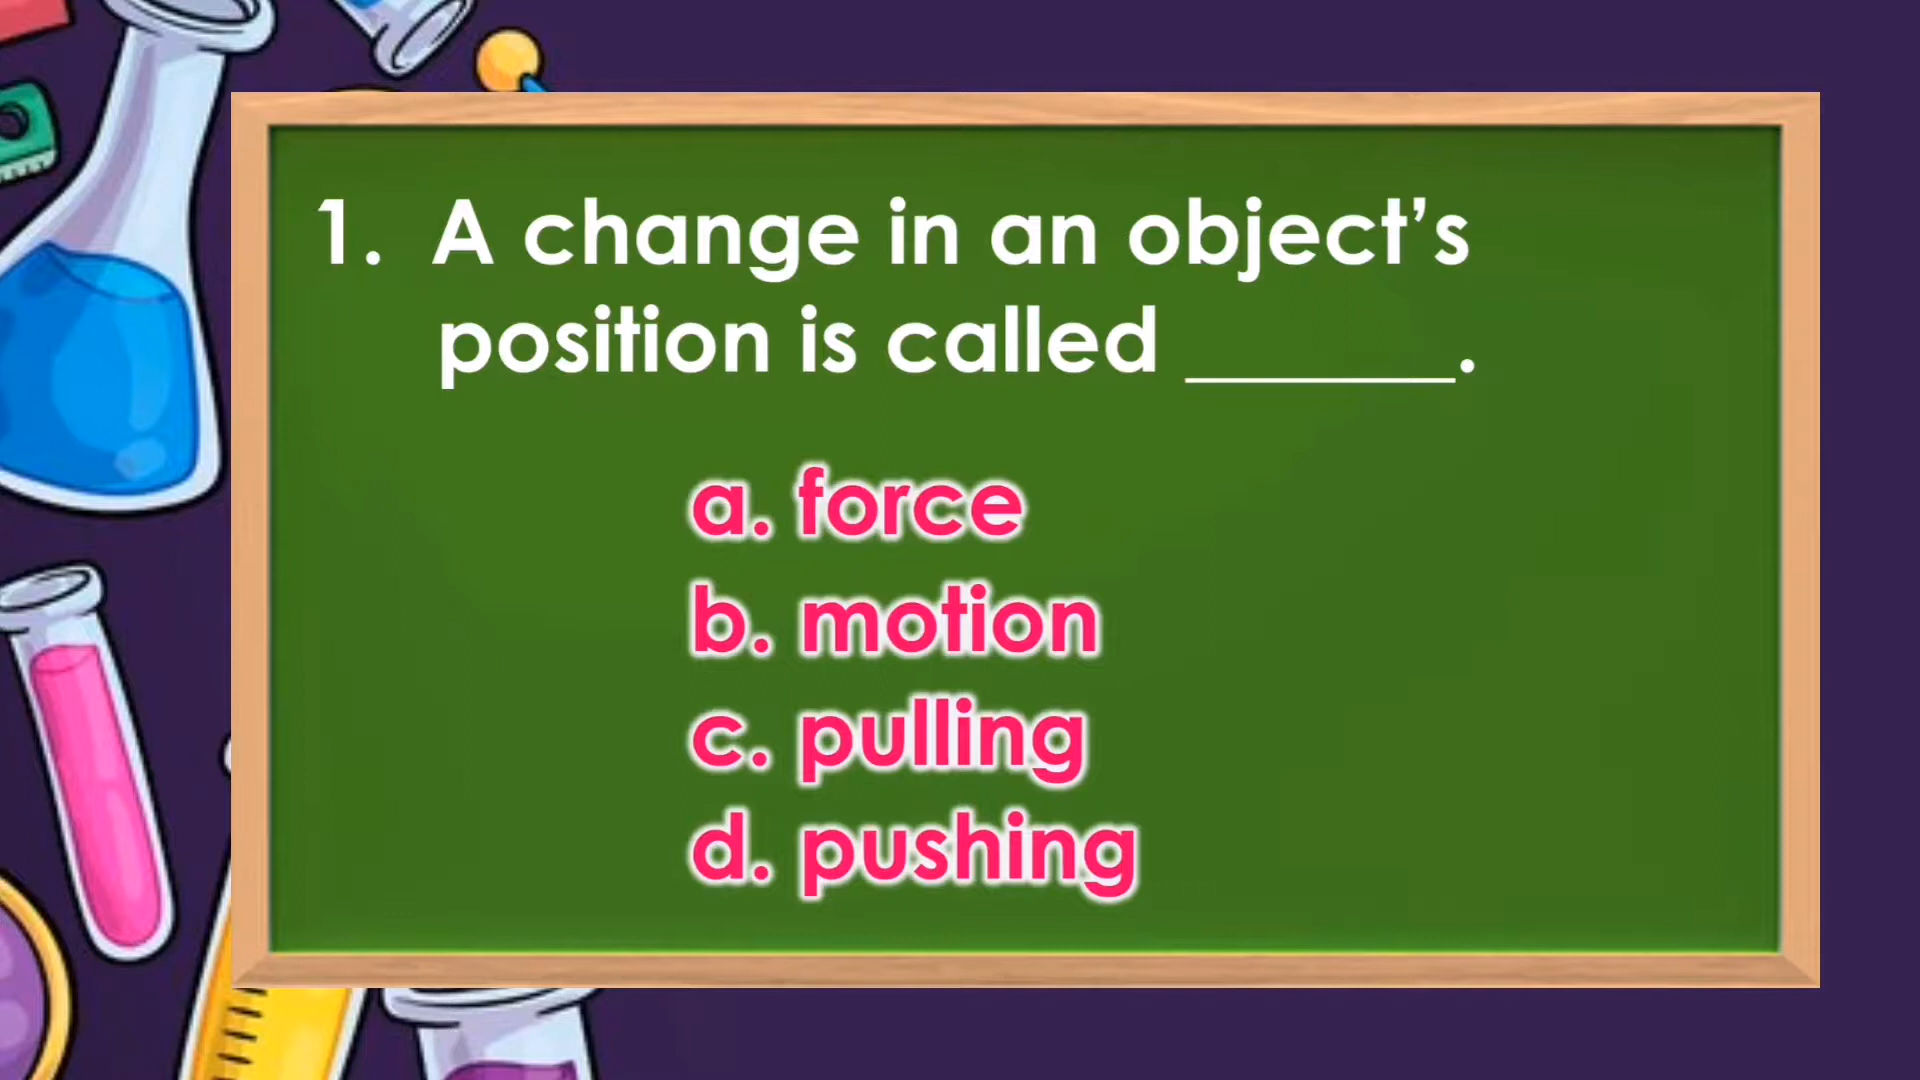 1. A change in an object’s
position is called ______.
a. force
b. motion
c. pulling
d. pushing